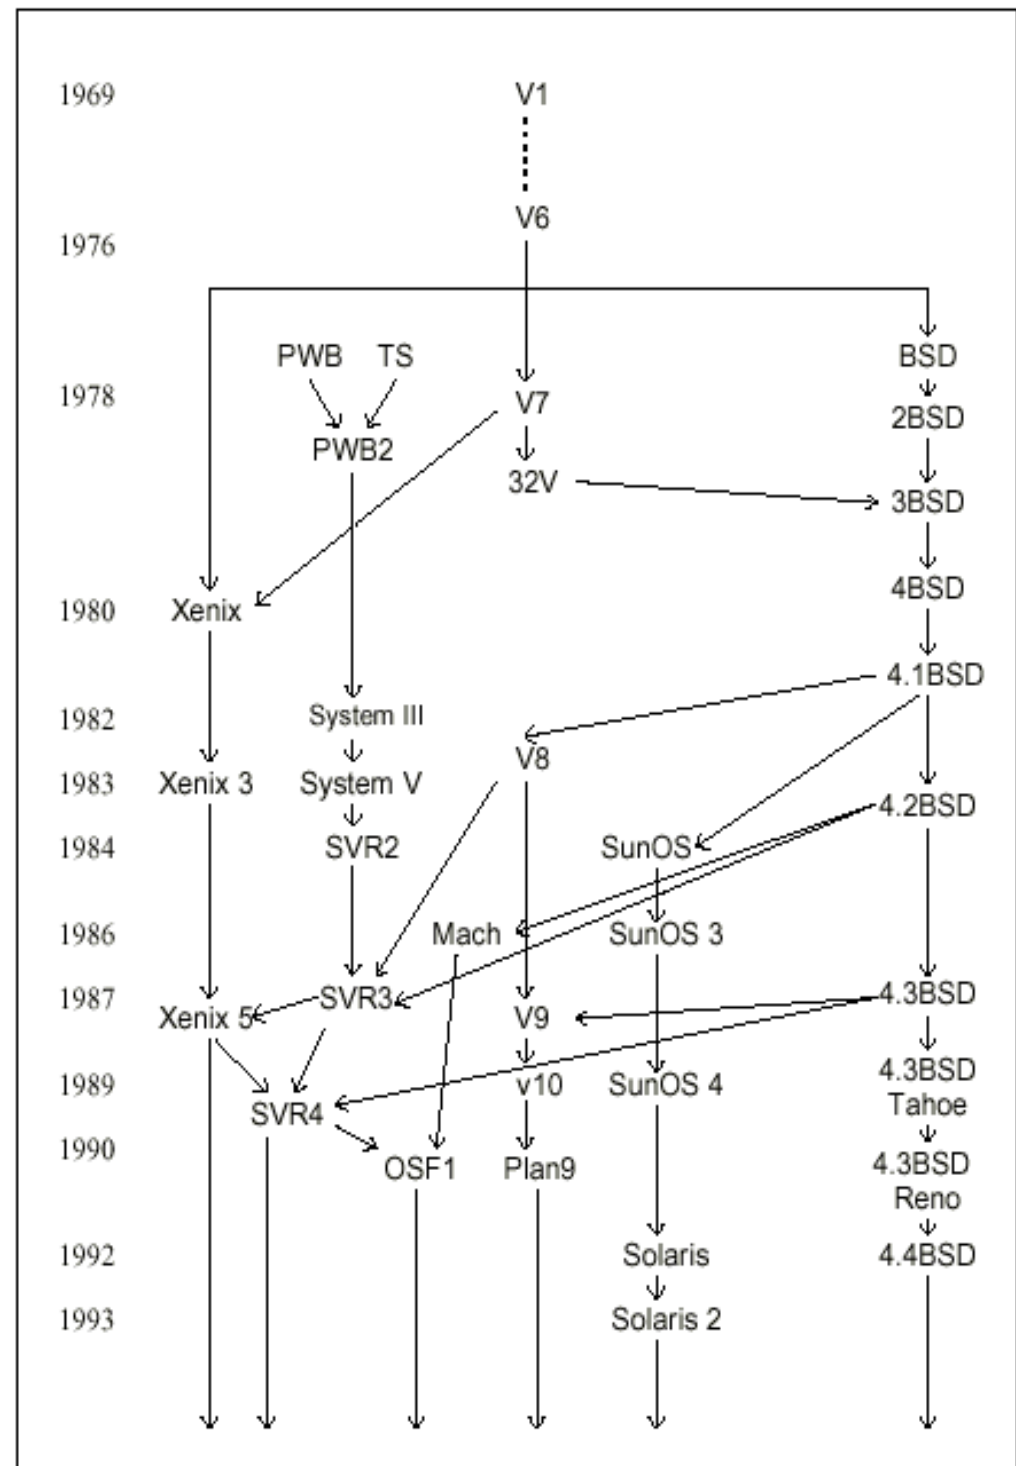 1969 V1
V6
1976
PWB TS BSD
1978 V7 2BSD
PWB2
32V 3BSD
4BSD
1980 Xenix
4.1BSD
1982 System III
V8
1983 Xenix 3 System V
4.2BSD
1984 SVR2 SunOS
1986 Mach SunOS 3
1987 SVR3 4.3BSD
Xenix 5 V9
4.3BSD
1989 v10 SunOS 4
Tahoe
SVR4
1990
OSF1 Plan9 4.3BSD
Reno
1992 Solaris 4.4BSD
1993 Solaris 2